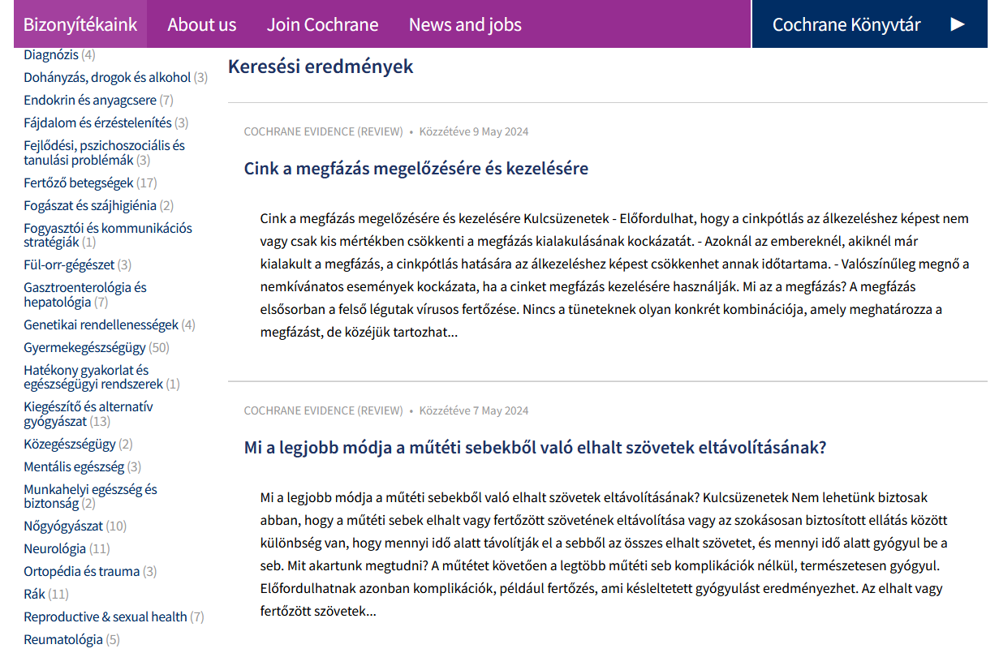 Bizonyítékaink About us Join Cochrane News and jobs Cochrane Könyvtár ▶
Diagnózis (4)
Dohányzás, drogok és alkohol (3)
Endokrin és anyagcsere (7)
Fájdalom és érzéstelenítés (3)
Fejlődési, pszichoszociális és
tanulási problémák (3)
Fertőző betegségek (17)
Fogászat és szájhigiénia (2)
Fogyasztói és kommunikációs
stratégiák (1)
Fül-orr-gégészet (3)
Gasztroenterológia és
hepatológia (7)
Genetikai rendellenességek (4)
Gyermekegészségügy (50)
Hatékony gyakorlat és
egészségügyi rendszerek (1)
Kiegészítő és alternatív
gyógyászat (13)
Közegészségügy (2)
Mentális egészség (3)
Munkahelyi egészség és
biztonság (2)
Nőgyógyászat (10)
Neurológia (11)
Ortopédia és trauma (3)
Rák (11)
Reproductive & sexual health (7)
Reumatológia (5)
Keresési eredmények
COCHRANE EVIDENCE (REVIEW) • Közzétéve 9 May 2024
Cink a megfázás megelőzésére és kezelésére
Cink a megfázás megelőzésére és kezelésére Kulcsüzenetek - Előfordulhat, hogy a cinkpótlás az álkezeléshez képest nem
vagy csak kis mértékben csökkenti a megfázás kialakulásának kockázatát. - Azoknál az embereknél, akiknél már
kialakult a megfázás, a cinkpótlás hatására az álkezeléshez képest csökkenhet annak időtartama. - Valószínűleg megnő a
nemkívánatos események kockázata, ha a cinket megfázás kezelésére használják. Mi az a megfázás? A megfázás
elsősorban a felső légutak vírusos fertőzése. Nincs a tüneteknek olyan konkrét kombinációja, amely meghatározza a
megfázást, de közéjük tartozhat...
COCHRANE EVIDENCE (REVIEW) • Közzétéve 7 May 2024
Mi a legjobb módja a műtéti sebekből való elhalt szövetek eltávolításának?
Mi a legjobb módja a műtéti sebekből való elhalt szövetek eltávolításának? Kulcsüzenetek Nem lehetünk biztosak
abban, hogy a műtéti sebek elhalt vagy fertőzött szövetének eltávolítása vagy az szokásosan biztosított ellátás között
különbség van, hogy mennyi idő alatt távolítják el a sebből az összes elhalt szövetet, és mennyi idő alatt gyógyul be a
seb. Mit akartunk megtudni? A műtétet követően a legtöbb műtéti seb komplikációk nélkül, természetesen gyógyul.
Előfordulhatnak azonban komplikációk, például fertőzés, ami késleltetett gyógyulást eredményezhet. Az elhalt vagy
fertőzött szövetek...